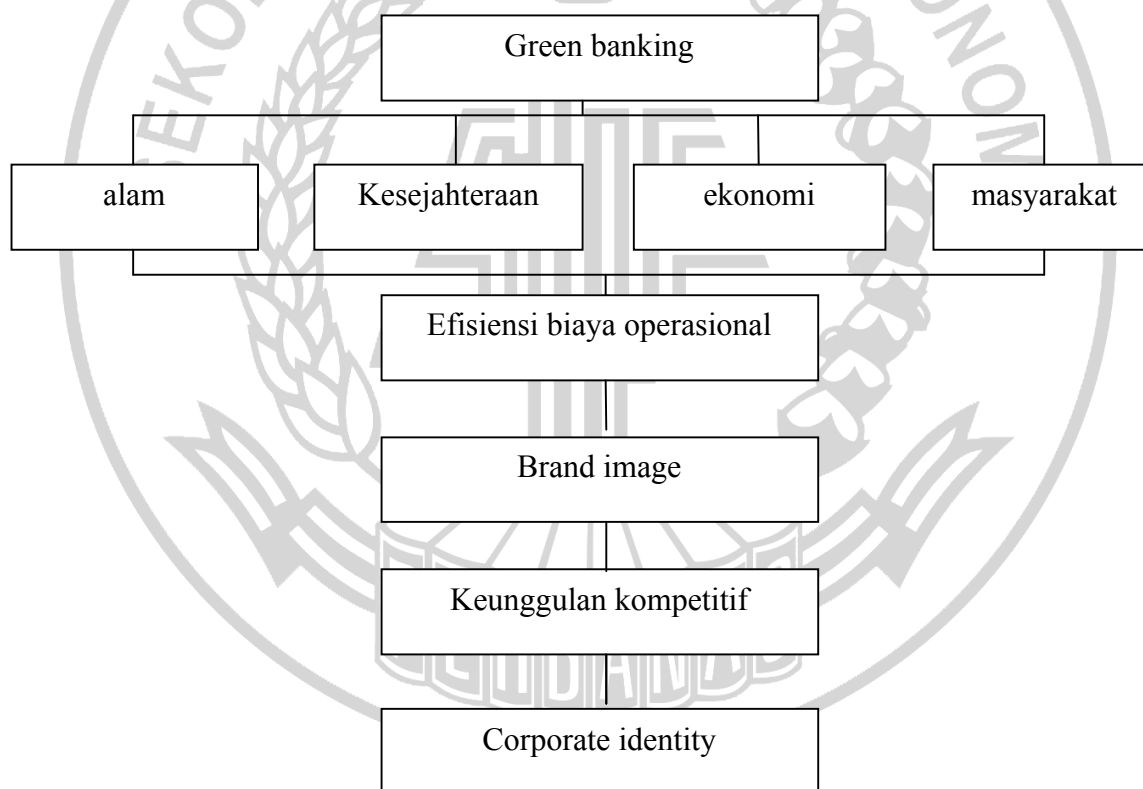 Green banking
alam
Kesejahteraan
ekonomi
masyarakat
Efisiensi biaya operasional
Brand image
Keunggulan kompetitif
Corporate identity